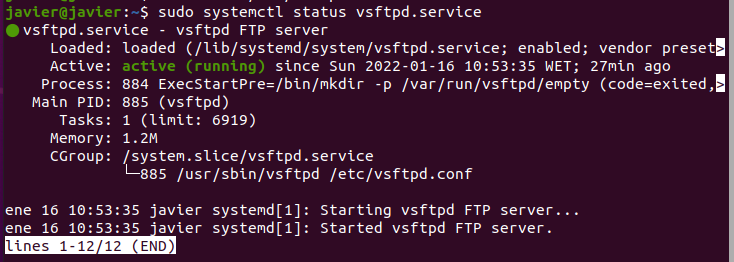 javier@javier:~$ sudo systemctl status vsftpd.service
●vsftpd.service - vsftpd FTP server
     Loaded: loaded (/lib/systemd/system/vsftpd.service; enabled; vendor preset>
     Active: active (running) since Sun 2022-01-16 10:53:35 WET; 27min ago
    Process: 884 ExecStartPre=/bin/mkdir -p /var/run/vsftpd/empty (code=exited,>
   Main PID: 885 (vsftpd)
      Tasks: 1 (limit: 6919)
     Memory: 1.2M
     CGroup: /system.slice/vsftpd.service
             └─885 /usr/sbin/vsftpd /etc/vsftpd.conf
ene 16 10:53:35 javier systemd[1]: Starting vsftpd FTP server...
ene 16 10:53:35 javier systemd[1]: Started vsftpd FTP server.
lines 1-12/12 (END)